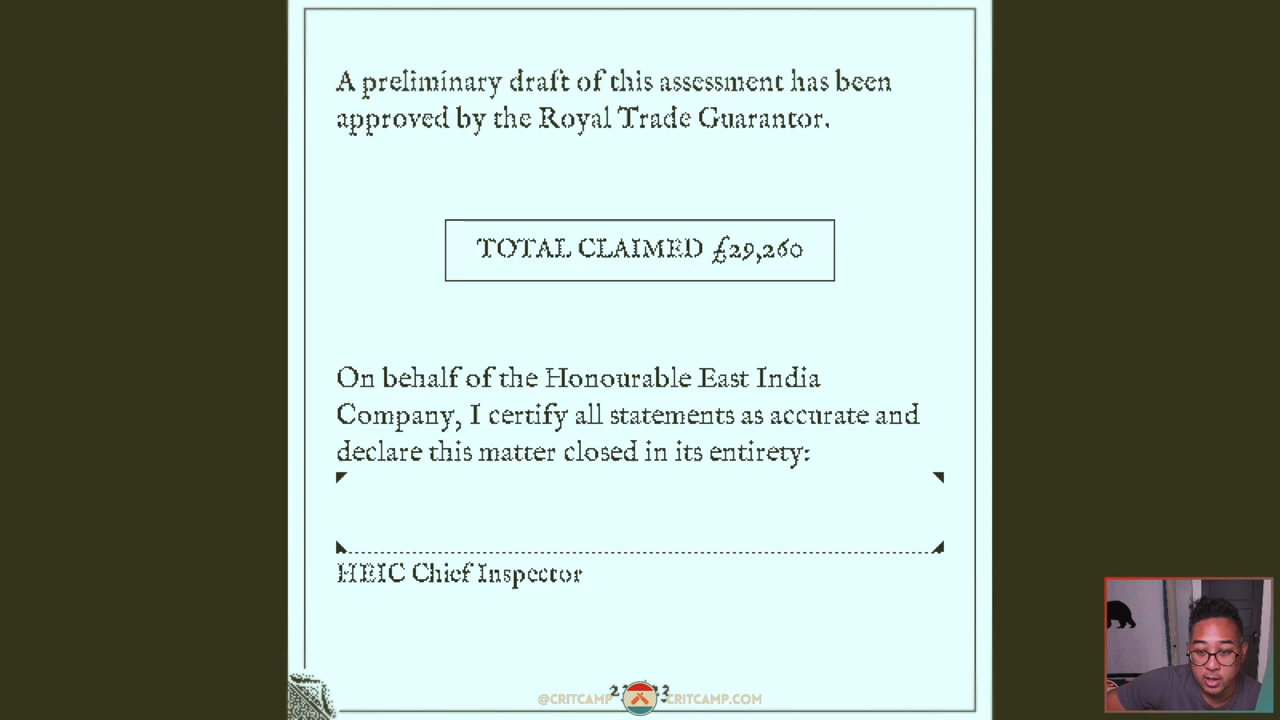 A preliminary draft of this assessment has been
approved by the Royal Trade Guarantor.
TOTAL CLAIMED £29,260
On behalf of the Honourable East India
Company, I certify all statements as accurate and
declare this matter closed in its entirety:
HEIC Chief Inspector
@CRITCAMP CRITCAMP.COM